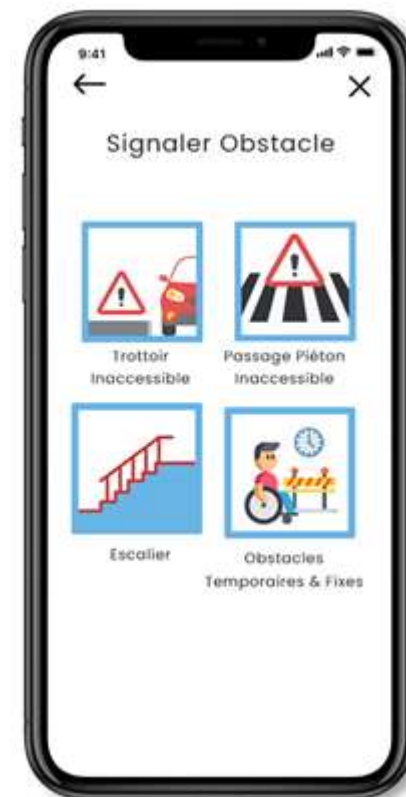 9:41
Signaler Obstacle
Trottoir
Inaccessible
Passage Piéton
Inaccessible
Escalier
Obstacles
Temporaires & Fixes